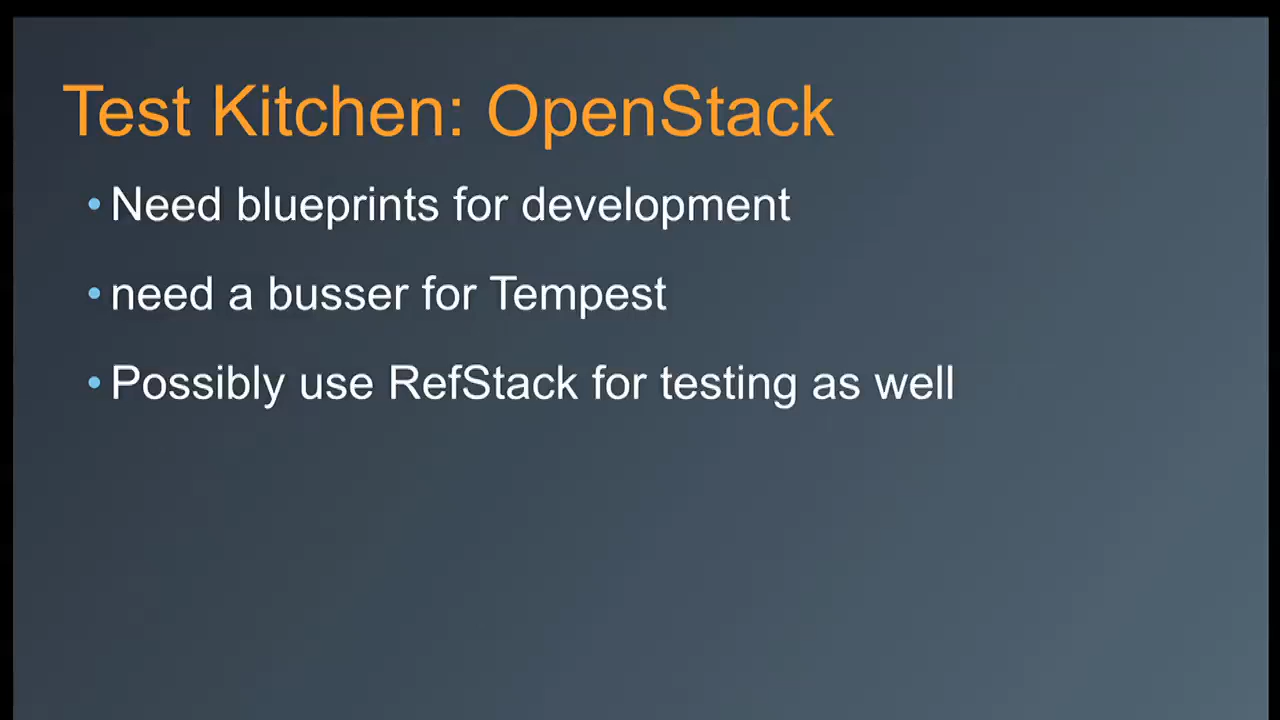 Test Kitchen: OpenStack
• Need blueprints for development
• need a busser for Tempest
• Possibly use RefStack for testing as well